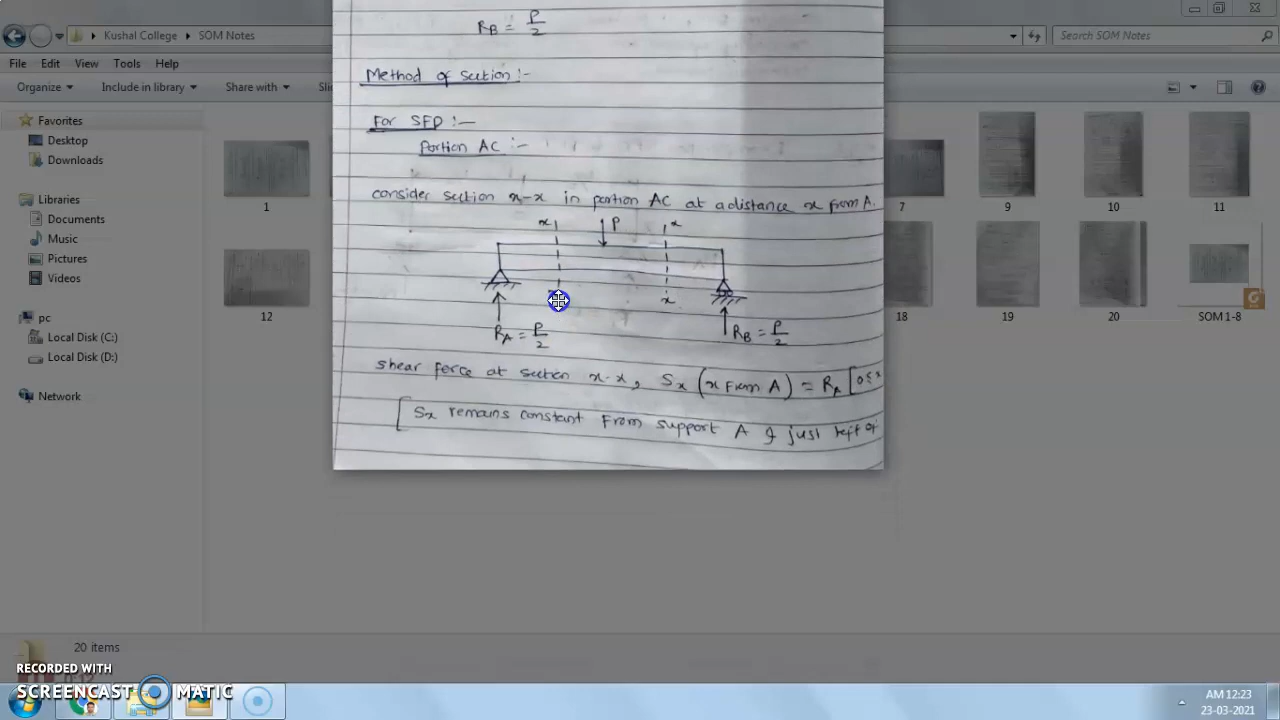 Kushal College
SOM Notes
Search SOM Notes
File
Edit
View
Tools
Help
Organize
Include in library
Share with
Favorites
Desktop
Downloads
Libraries
Documents
Music
Pictures
Videos
pc
Local Disk (C:)
Local Disk (D:)
Network
1
7
9
10
11
12
18
19
20
SOM 1-8
RB = P/2
Method of section :-
For SFD :-
Portion AC :-
consider section x-x in portion AC at a distance x from A.
x
P
x
x
RA = P/2
RB = P/2
shear force at section x-x, Sx (x From A) = RA [0≤x
[Sx remains constant From support A & just left of
20 items
RECORDED WITH
SCREENCAST MATIC
AM 12:23
23-03-2021